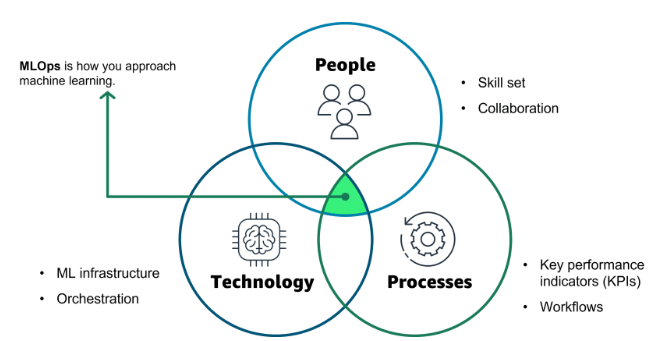 People
MLOps is how you approach
machine learning.
• Skill set
• Collaboration
Technology
Processes
• ML infrastructure
• Orchestration
• Key performance
indicators (KPIs)
• Workflows